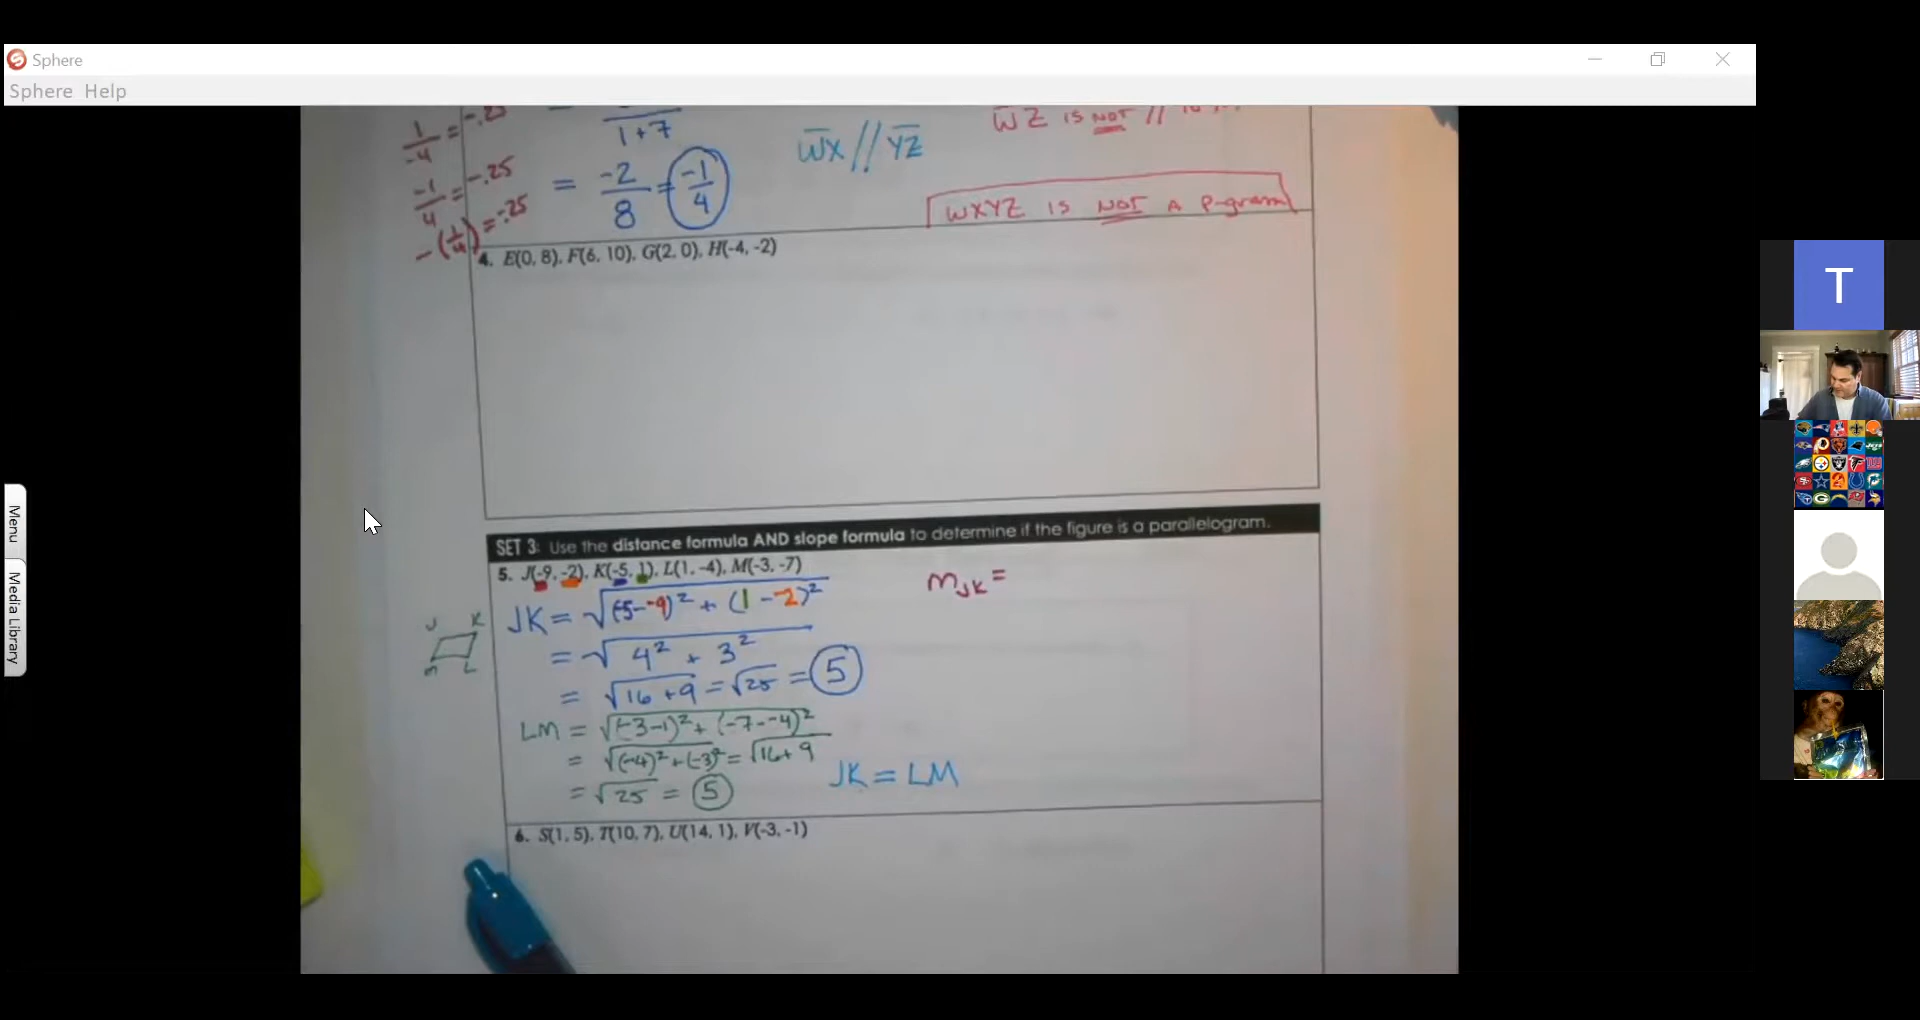 Sphere
Sphere Help
1/-4 = -.25
1+7
WX // YZ
WZ is NOT //
-1/4 = -.25
= -2/8 = -1/4
-(1/4) = -.25
WXYZ is NOT A P-gram
4. E(0, 8), F(6, 10), G(2, 0), H(-4, -2)
SET 3: Use the distance formula AND slope formula to determine if the figure is a parallelogram.
5. J(-9, -2), K(-5, 1), L(1, -4), M(-3, -7)
JK = √(-5--9)² + (1--2)²
m_JK =
J K
M L
= √4² + 3²
= √16+9 = √25 = 5
LM = √(-3-1)² + (-7--4)²
= √(-4)² + (-3)² = √16+9
= √25 = 5
JK = LM
6. S(1, 5), T(10, 7), U(14, 1), V(-3, -1)
Menu
Media Library
T